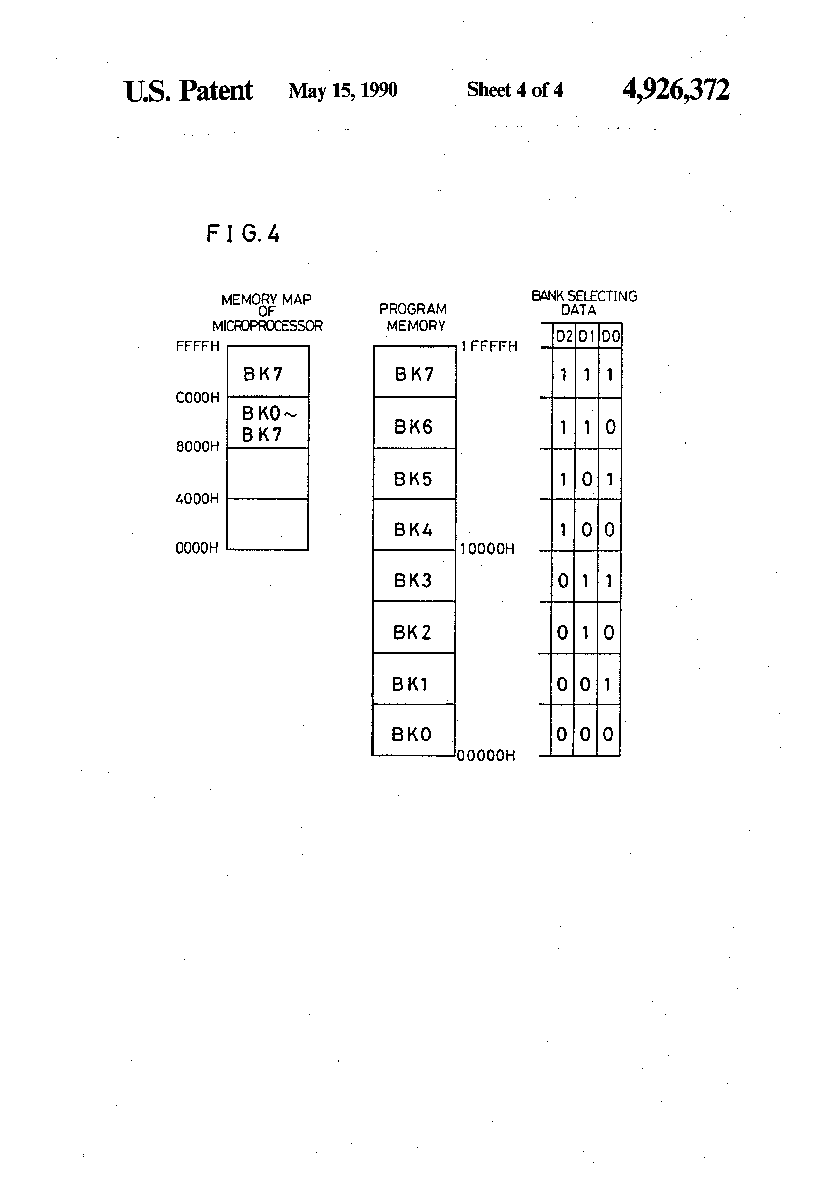 U.S. Patent May 15, 1990 Sheet 4 of 4 4,926,372
FIG.4
MEMORY MAP
OF
MICROPROCESSOR
FFFFH
BK7
C000H
BK0~
BK7
8000H
4000H
0000H
PROGRAM
MEMORY
1FFFFH
BK7
BK6
BK5
BK4
10000H
BK3
BK2
BK1
BK0
00000H
BANK SELECTING
DATA
D2 D1 D0
1 1 1
1 1 0
1 0 1
1 0 0
0 1 1
0 1 0
0 0 1
0 0 0